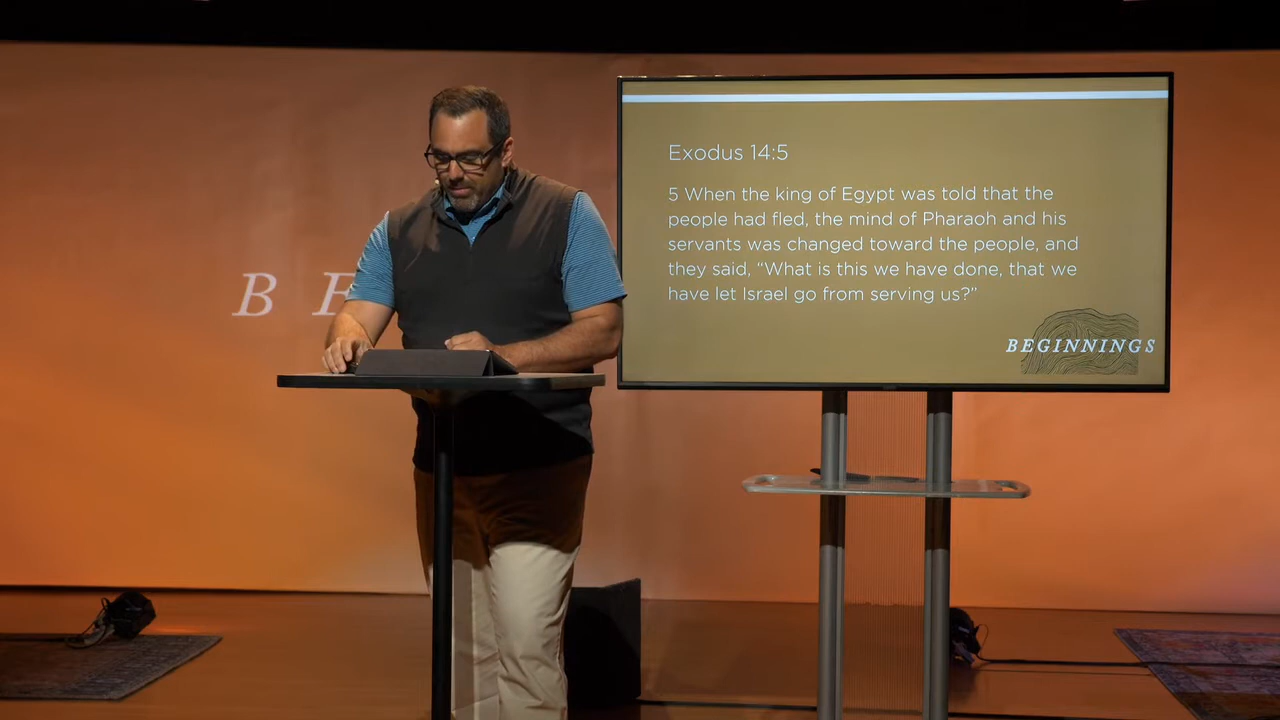 Exodus 14:5
5 When the king of Egypt was told that the
people had fled, the mind of Pharaoh and his
servants was changed toward the people, and
they said, “What is this we have done, that we
have let Israel go from serving us?”
BEGINNINGS
B E